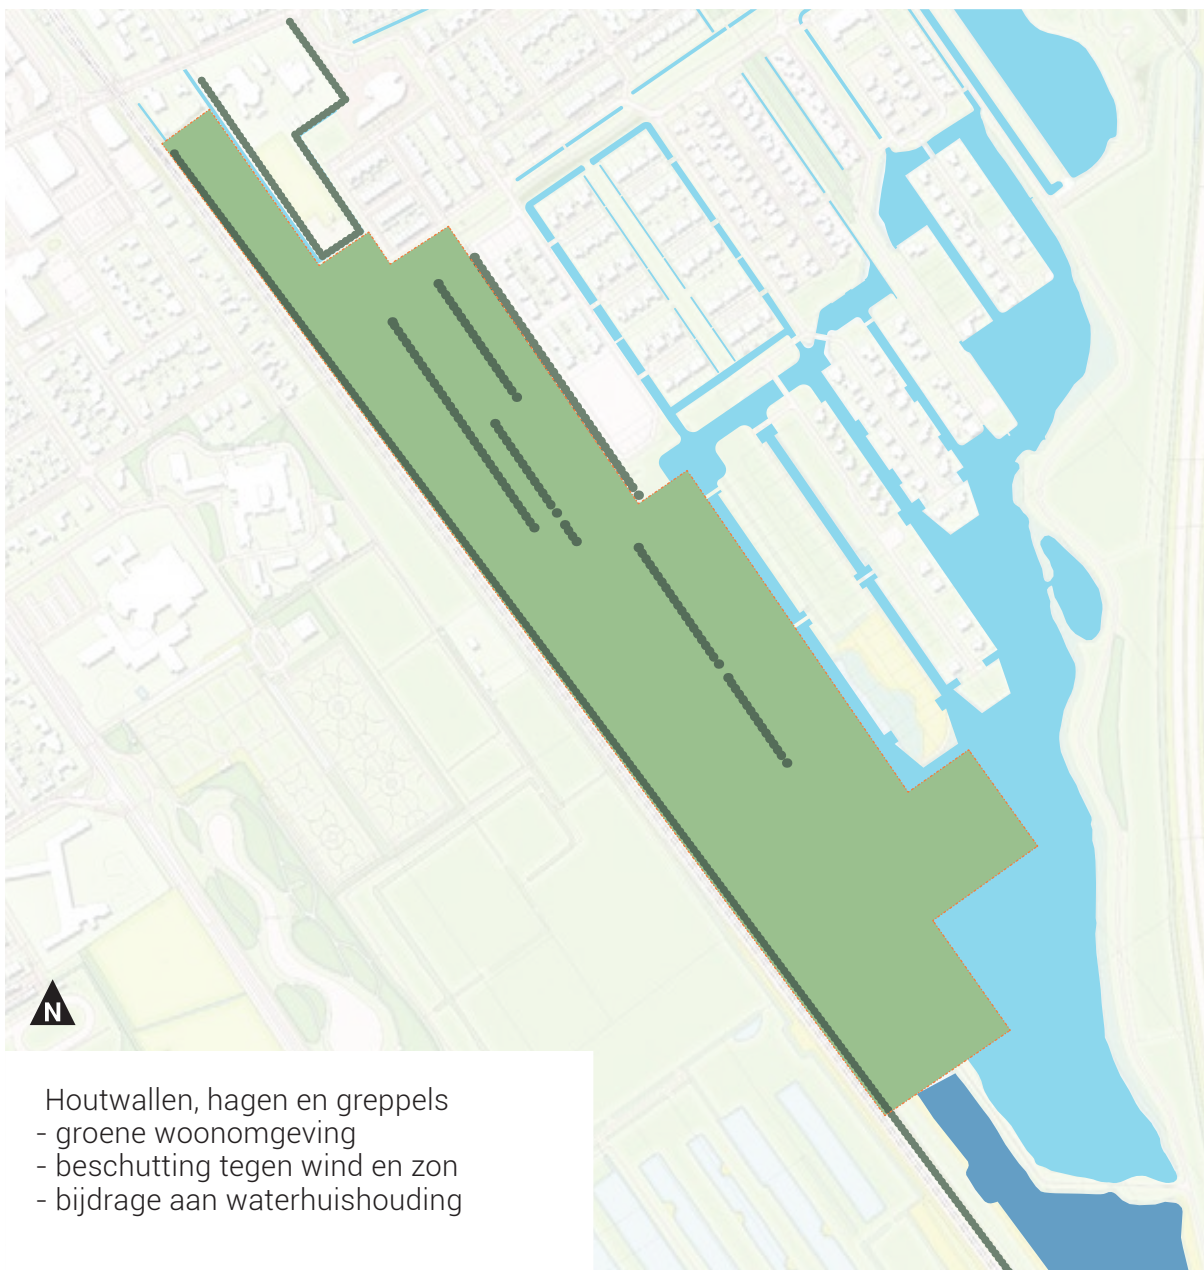 N
Houtwallen, hagen en greppels
- groene woonomgeving
- beschutting tegen wind en zon
- bijdrage aan waterhuishouding